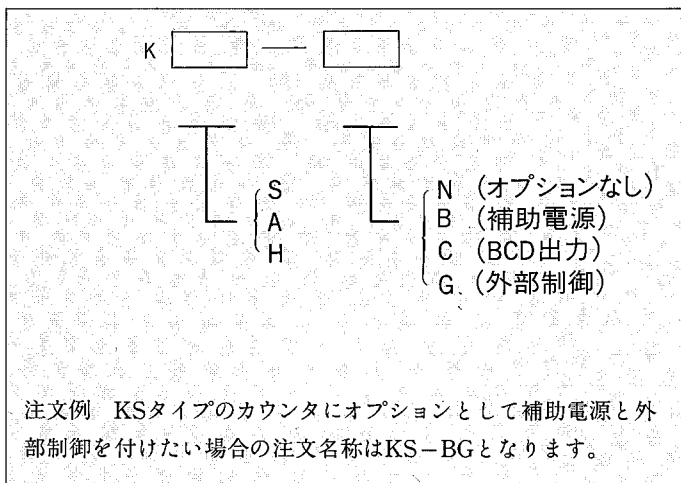 K —
S N (オプションなし)
A B (補助電源)
H C (BCD出力)
G (外部制御)
注文例 KSタイプのカウンタにオプションとして補助電源と外
部制御を付けたい場合の注文名称はKS－BGとなります。